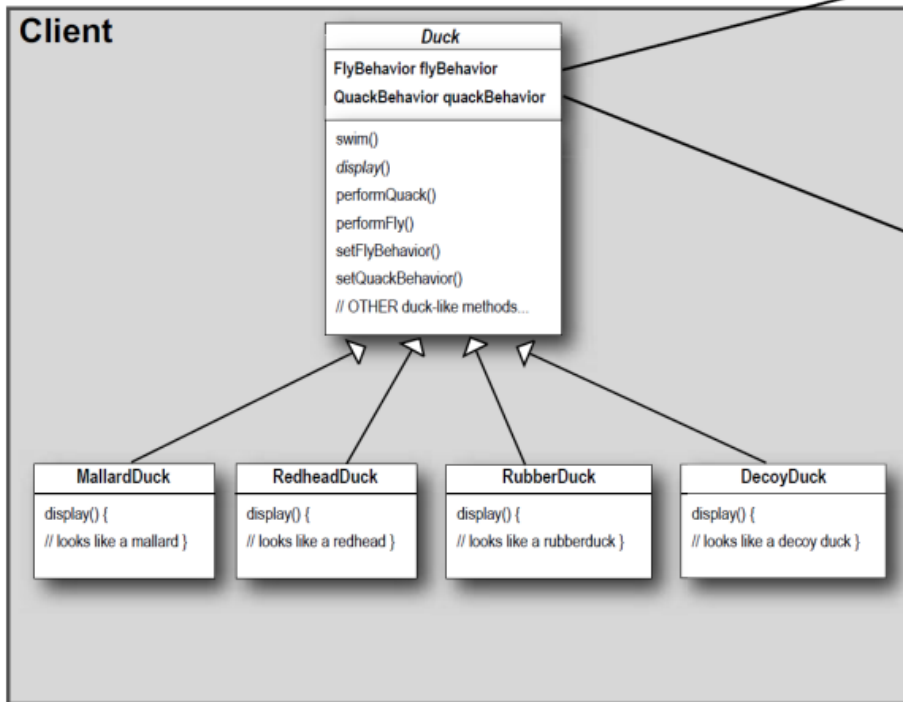 Client
Duck
FlyBehavior flyBehavior
QuackBehavior quackBehavior
swim()
display()
performQuack()
performFly()
setFlyBehavior()
setQuackBehavior()
// OTHER duck-like methods...
MallardDuck
display() {
// looks like a mallard }
RedheadDuck
display() {
// looks like a redhead }
RubberDuck
display() {
// looks like a rubberduck }
DecoyDuck
display() {
// looks like a decoy duck }